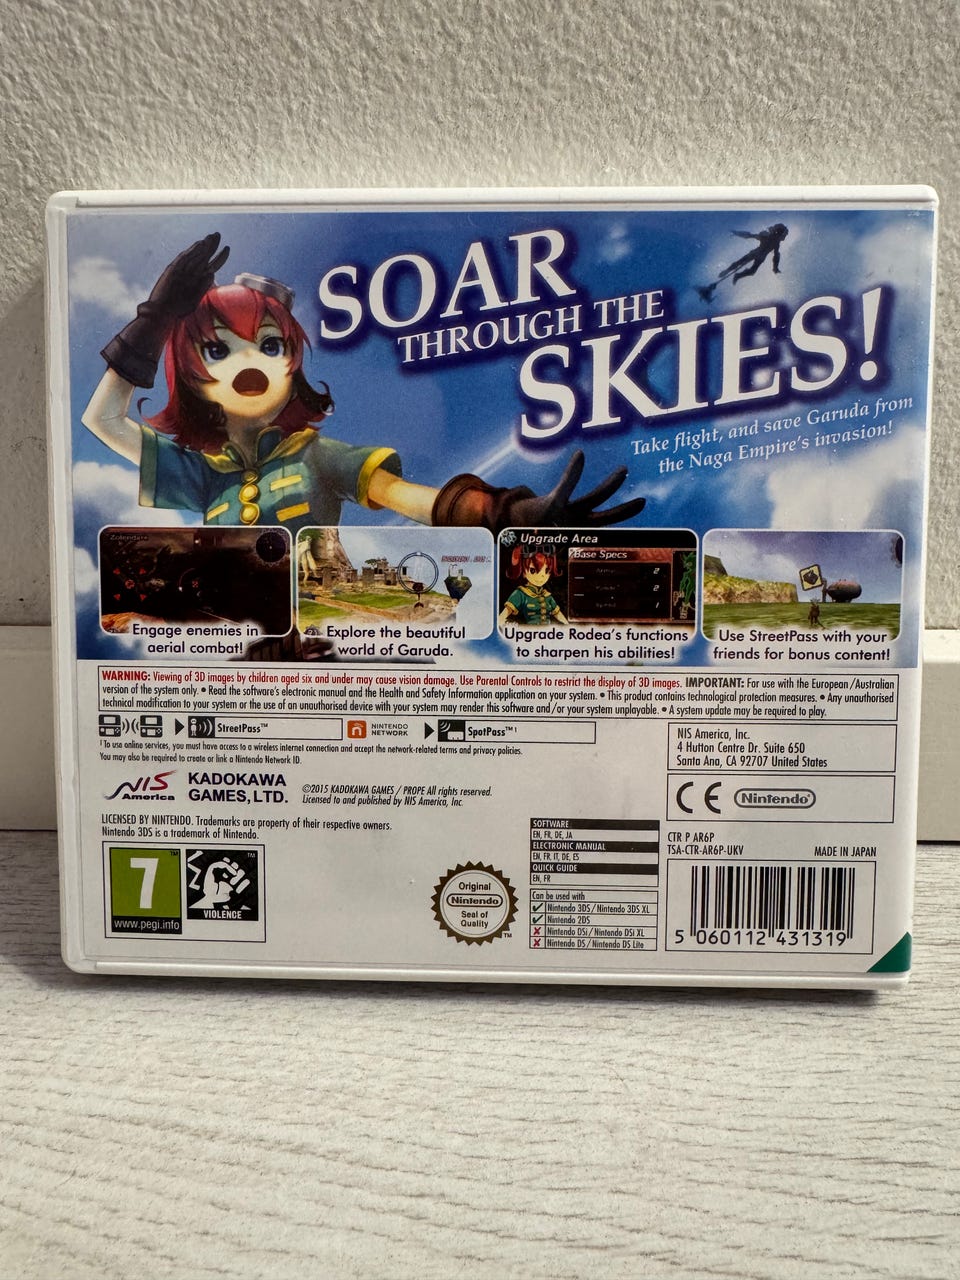 SOAR
THROUGH THE
SKIES!
Take flight, and save Garuda from
the Naga Empire's invasion!
Upgrade Area
Base Specs
2
2
1
Engage enemies in
aerial combat!
Explore the beautiful
world of Garuda.
Upgrade Rodea's functions
to sharpen his abilities!
Use StreetPass with your
friends for bonus content!
WARNING: Viewing of 3D images by children aged six and under may cause vision damage. Use Parental Controls to restrict the display of 3D images. IMPORTANT: For use with the European/Australian
version of the system only. • Read the software's electronic manual and the Health and Safety Information application on your system. • This product contains technological protection measures. • Any unauthorised
technical modification to your system or the use of an unauthorised device with your system may render this software and/or your system unplayable. • A system update may be required to play.
StreetPass™
NINTENDO
NETWORK
SpotPass™ 1
1 To use online services, you must have access to a wireless internet connection and accept the network-related terms and privacy policies.
You may also be required to create or link a Nintendo Network ID.
NIS America, Inc.
4 Hutton Centre Dr. Suite 650
Santa Ana, CA 92707 United States
NIS
America
KADOKAWA
GAMES, LTD.
©2015 KADOKAWA GAMES / PROPE All rights reserved.
Licensed to and published by NIS America, Inc.
CE
Nintendo®
LICENSED BY NINTENDO. Trademarks are property of their respective owners.
Nintendo 3DS is a trademark of Nintendo.
CTR P AR6P
TSA-CTR-AR6P-UKV
MADE IN JAPAN
SOFTWARE
EN, FR, DE, JA
ELECTRONIC MANUAL
EN, FR, IT, DE, ES
QUICK GUIDE
EN, FR
Can be used with
Nintendo 3DS / Nintendo 3DS XL
Nintendo 2DS
Nintendo DSi / Nintendo DSi XL
Nintendo DS / Nintendo DS Lite
7
™
www.pegi.info
™
VIOLENCE
Original
Nintendo
Seal of
Quality
™
5 060112 431319